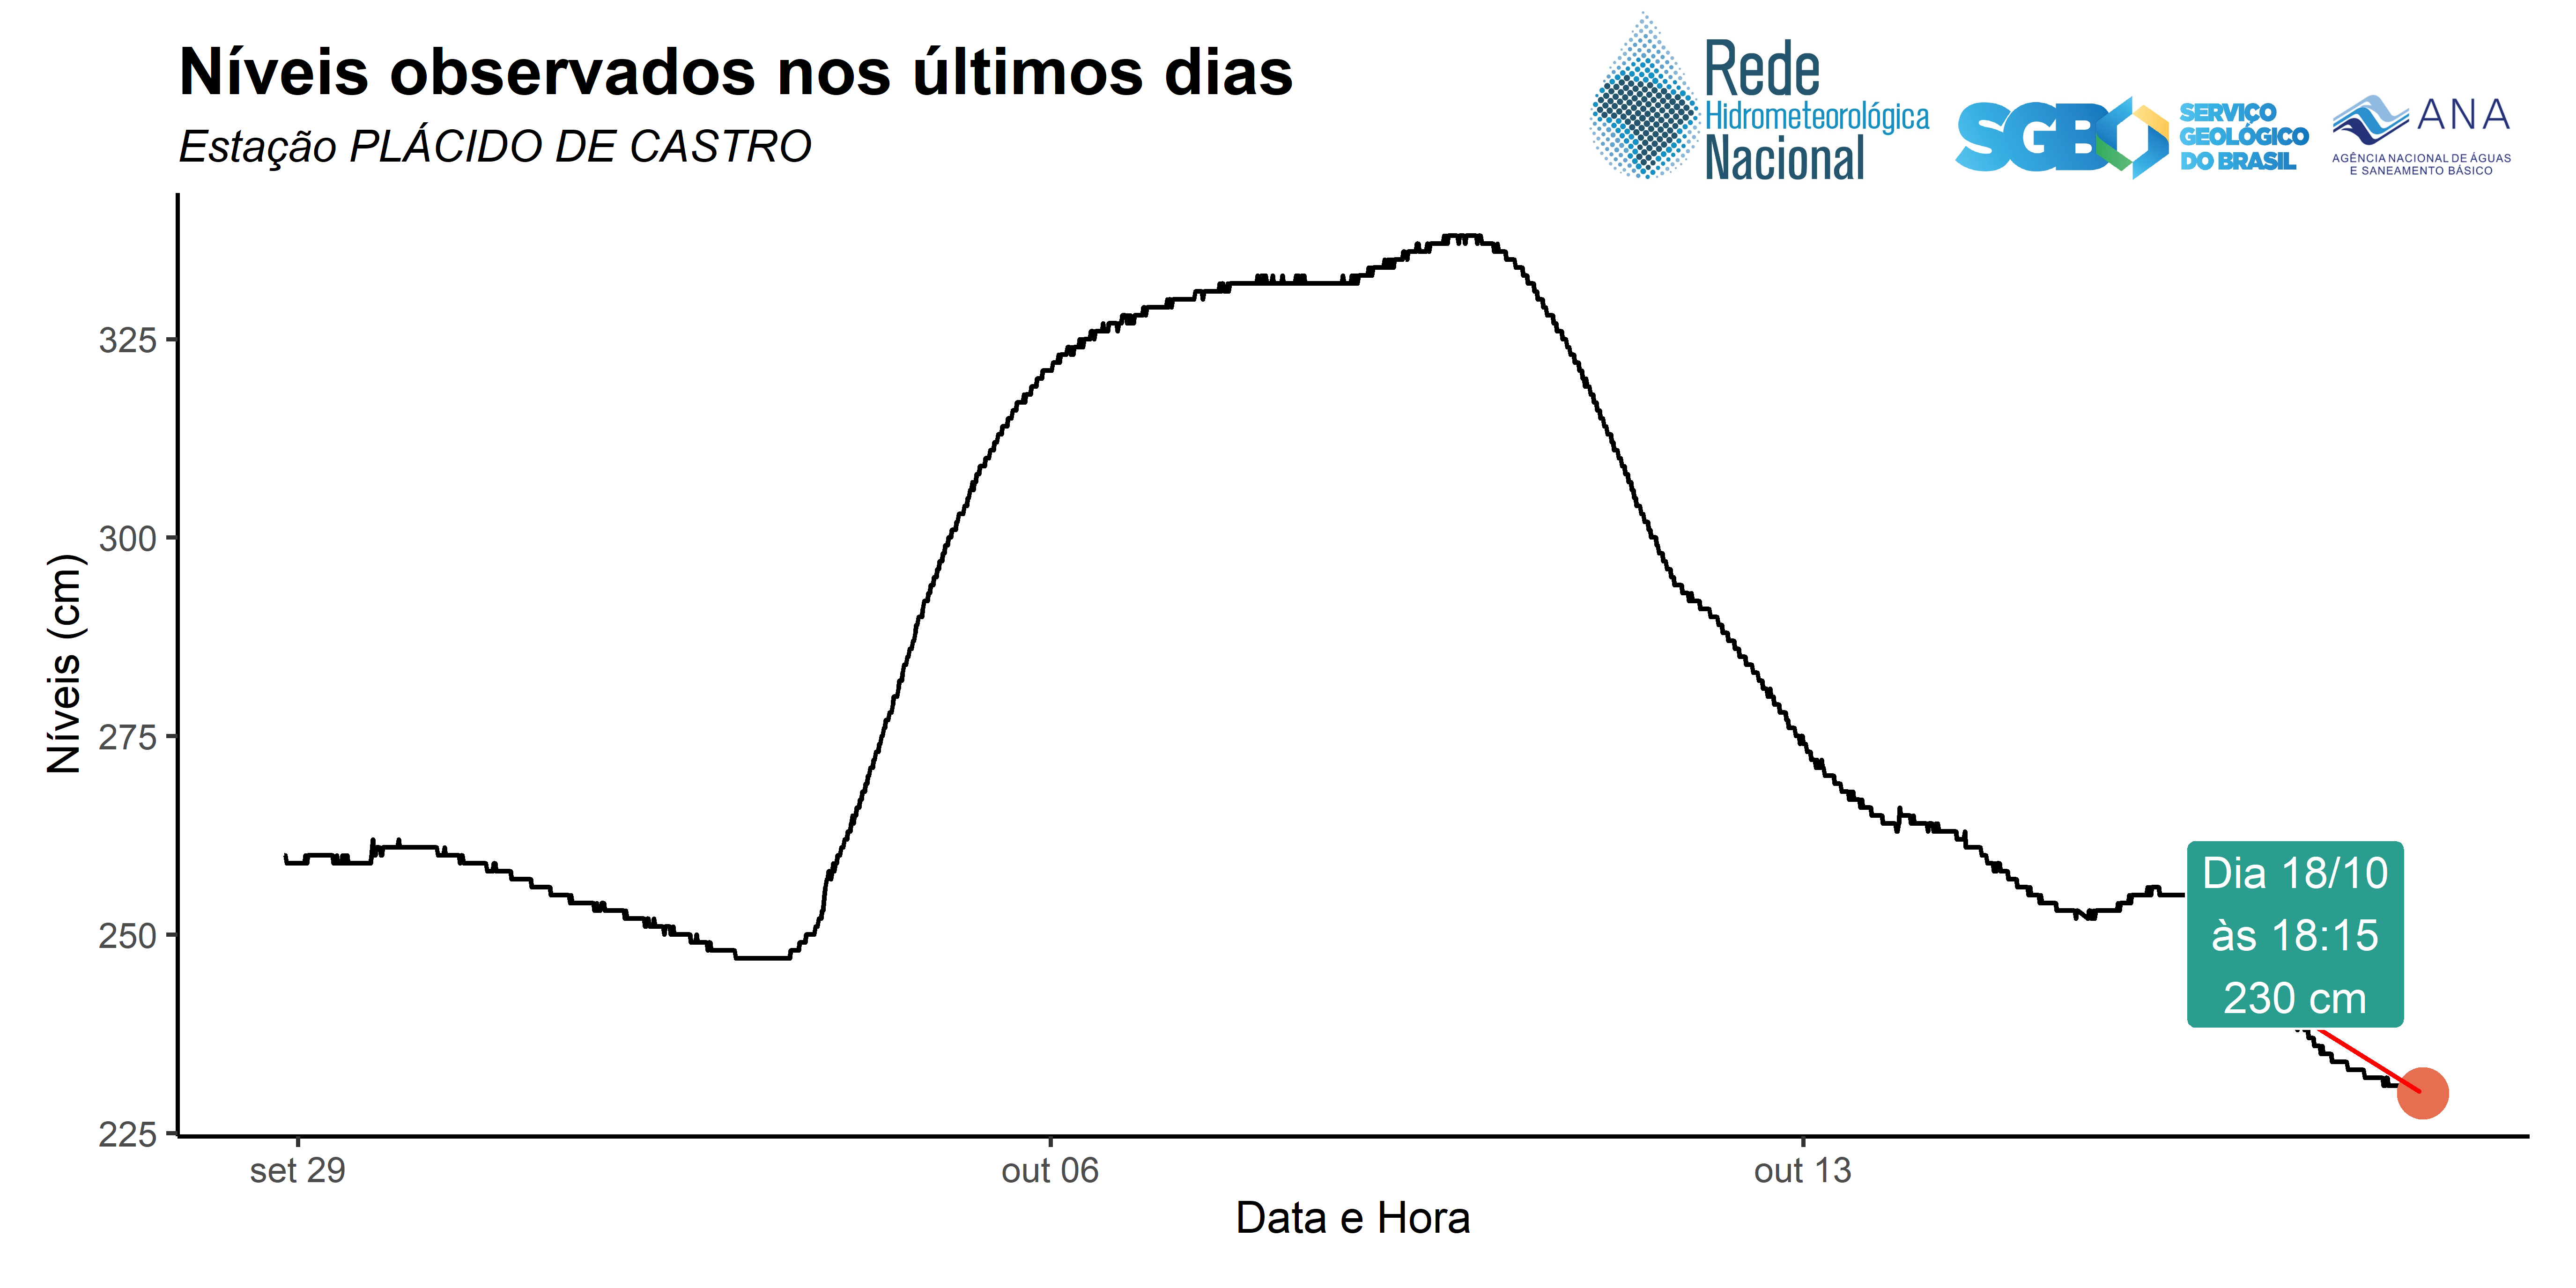 Níveis observados nos últimos dias
Estação PLÁCIDO DE CASTRO
Rede
Hidrometeorológica
Nacional
SGB
SERVIÇO
GEOLÓGICO
DO BRASIL
ANA
AGÊNCIA NACIONAL DE ÁGUAS
E SANEAMENTO BÁSICO
Níveis (cm)
325
300
275
250
225
Dia 18/10
às 18:15
230 cm
set 29
out 06
out 13
Data e Hora